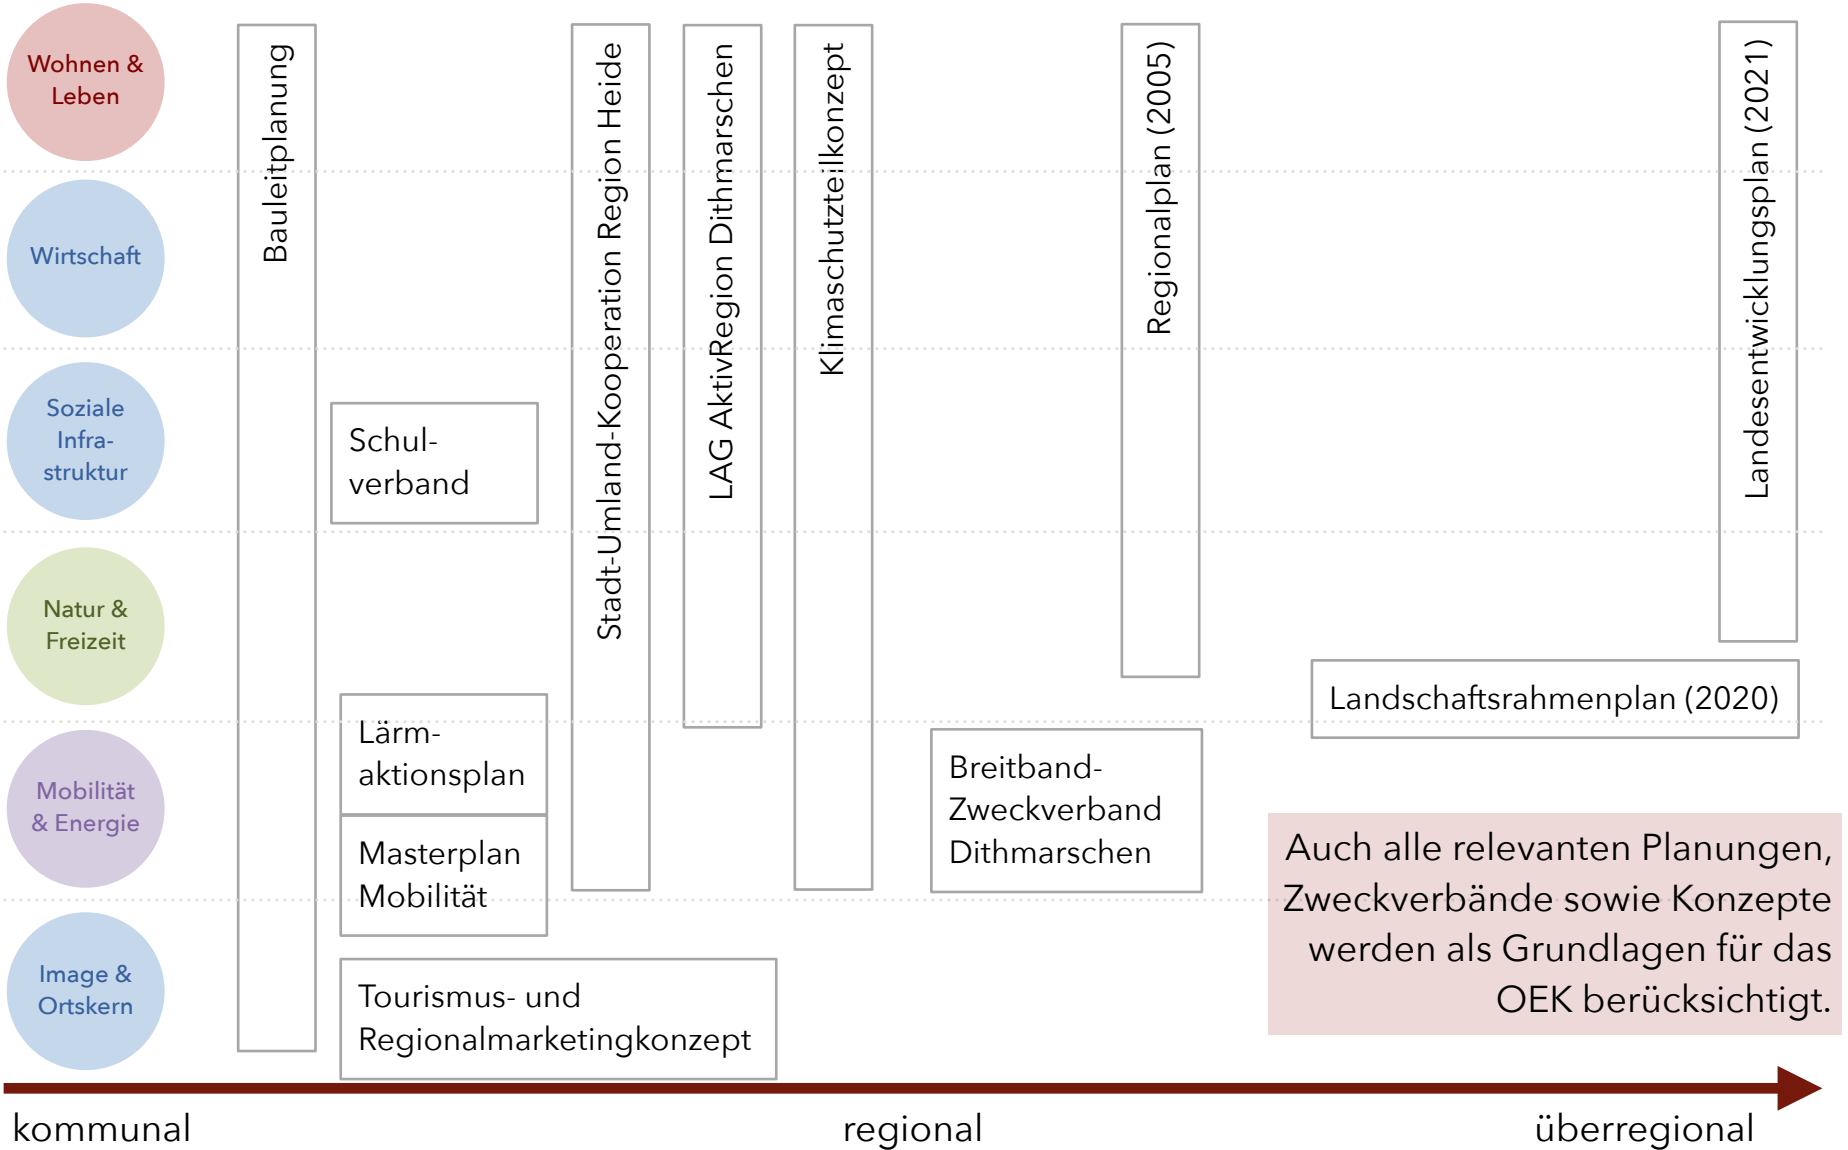 Wohnen &
Leben
Wirtschaft
Soziale
Infra-
struktur
Natur &
Freizeit
Mobilität
& Energie
Image &
Ortskern
Bauleitplanung
Schul-
verband
Lärm-
aktionsplan
Masterplan
Mobilität
Tourismus- und
Regionalmarketingkonzept
Stadt-Umland-Kooperation Region Heide
LAG AktivRegion Dithmarschen
Klimaschutzteilkonzept
Breitband-
Zweckverband
Dithmarschen
Regionalplan (2005)
Landesentwicklungsplan (2021)
Landschaftsrahmenplan (2020)
Auch alle relevanten Planungen,
Zweckverbände sowie Konzepte
werden als Grundlagen für das
OEK berücksichtigt.
kommunal
regional
überregional